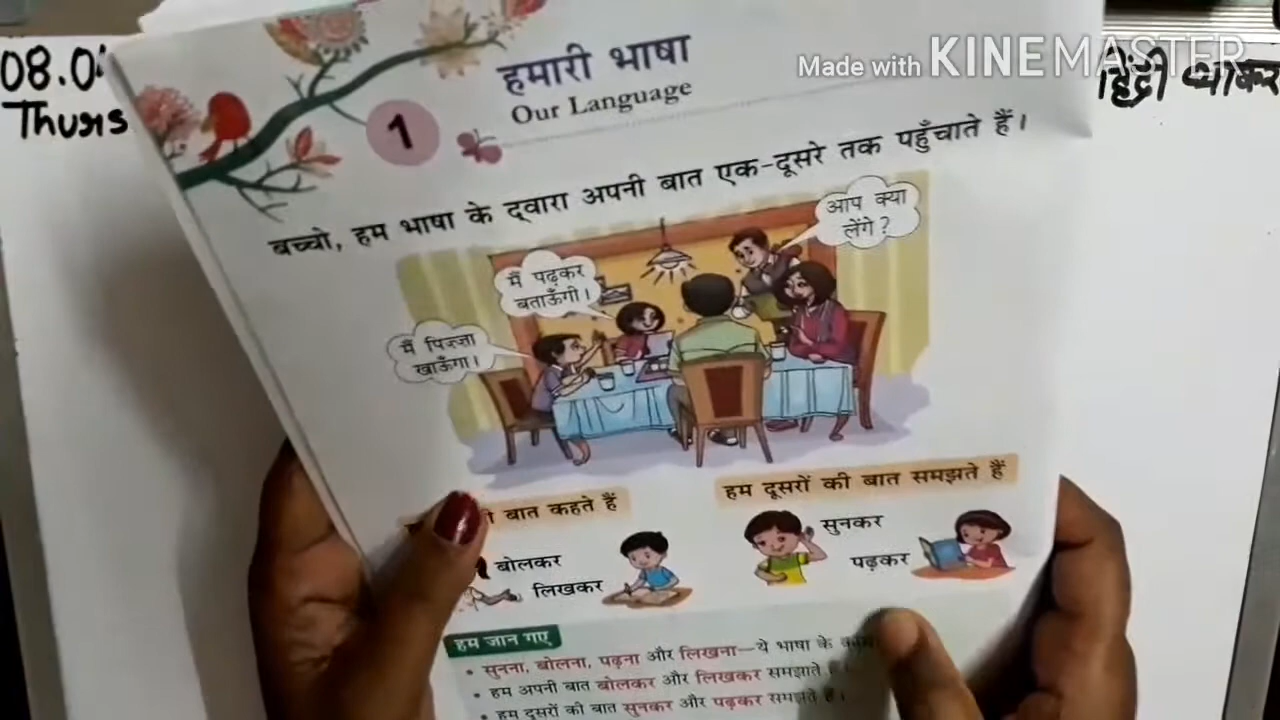 08.0
Thurs
Made with KINEMASTER
हिंदी व्याकर
हमारी भाषा
Our Language
1
बच्चो, हम भाषा के द्वारा अपनी बात एक-दूसरे तक पहुँचाते हैं।
आप क्या
लेंगे?
मैं पढ़कर
बताऊँगी।
मैं पिज़्ज़ा
खाऊँगा।
बात कहते हैं
हम दूसरों की बात समझते हैं
बोलकर
लिखकर
सुनकर
पढ़कर
हम जान गए
• सुनना, बोलना, पढ़ना और लिखना—ये भाषा के
• हम अपनी बात बोलकर और लिखकर समझाते हैं।
• हम दूसरों की बात सुनकर और पढ़कर समझते हैं।